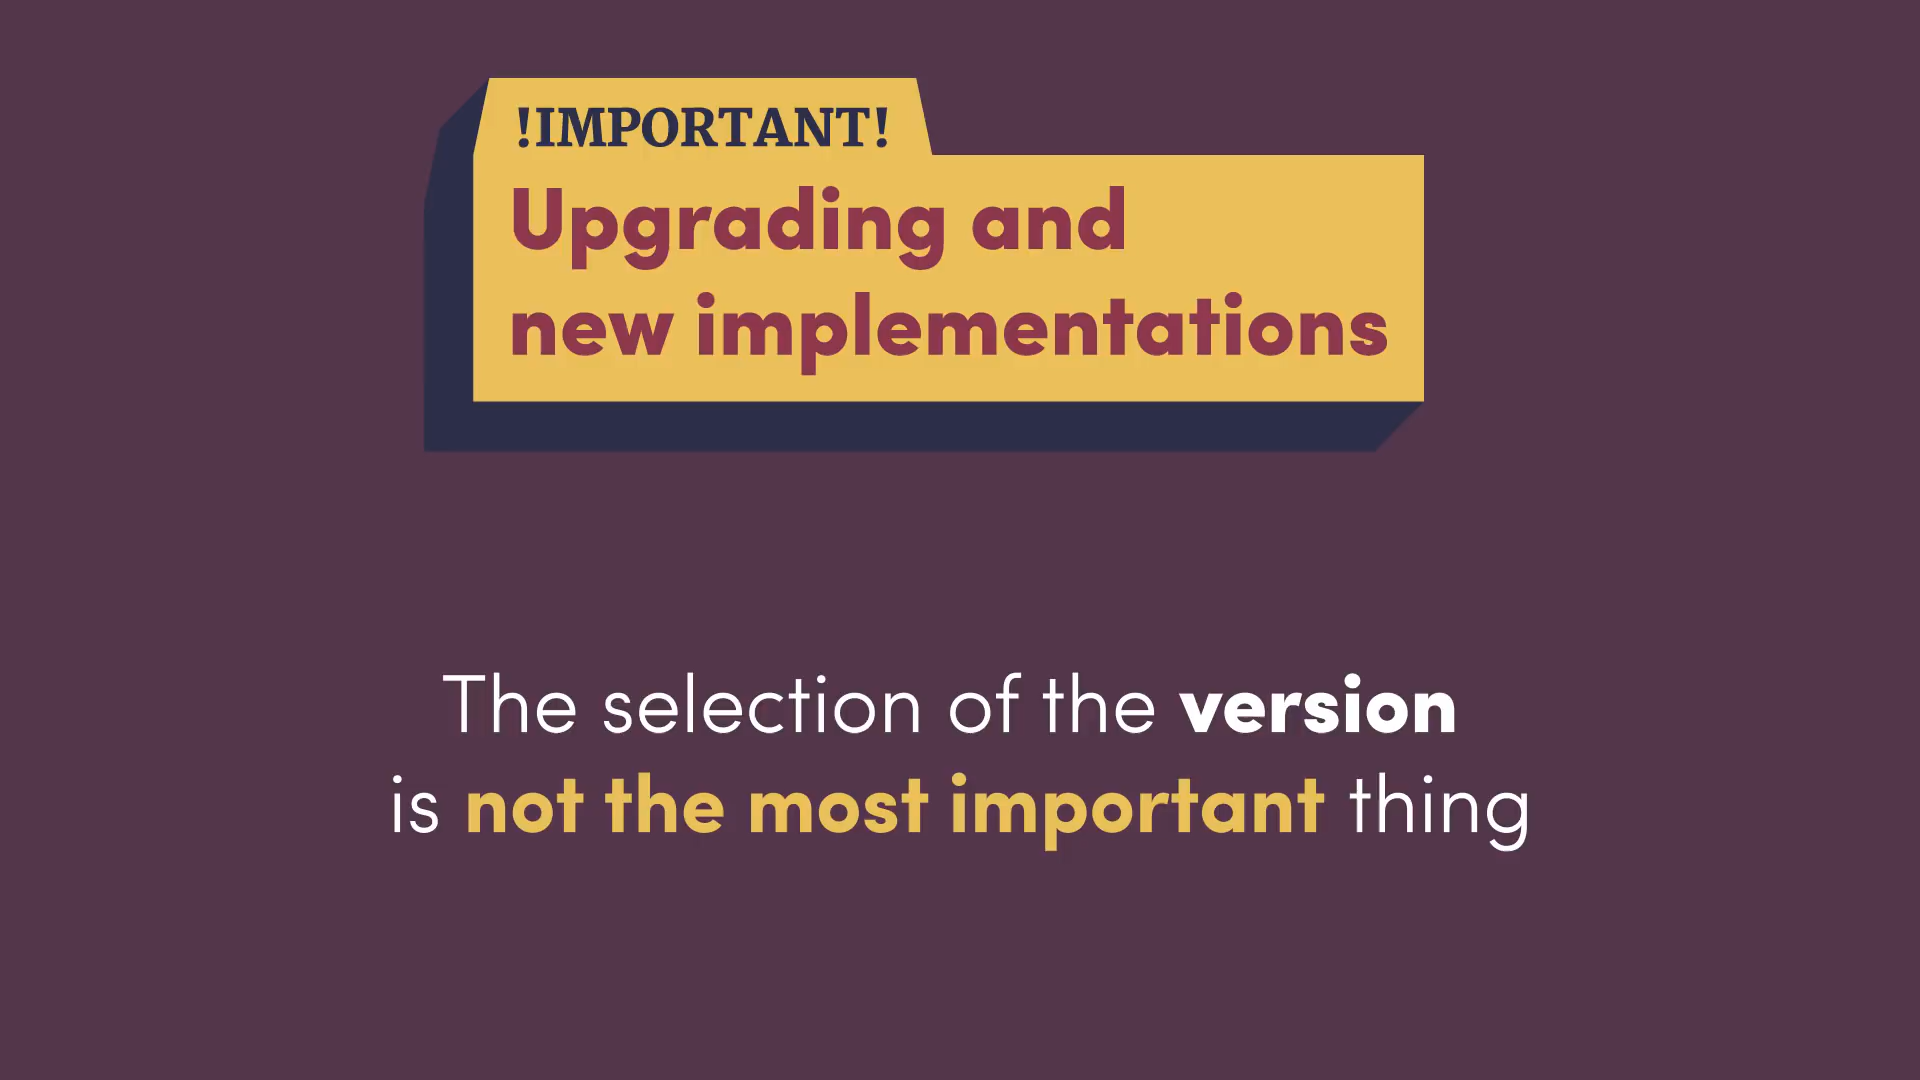 !IMPORTANT!
Upgrading and
new implementations
The selection of the version
is not the most important thing